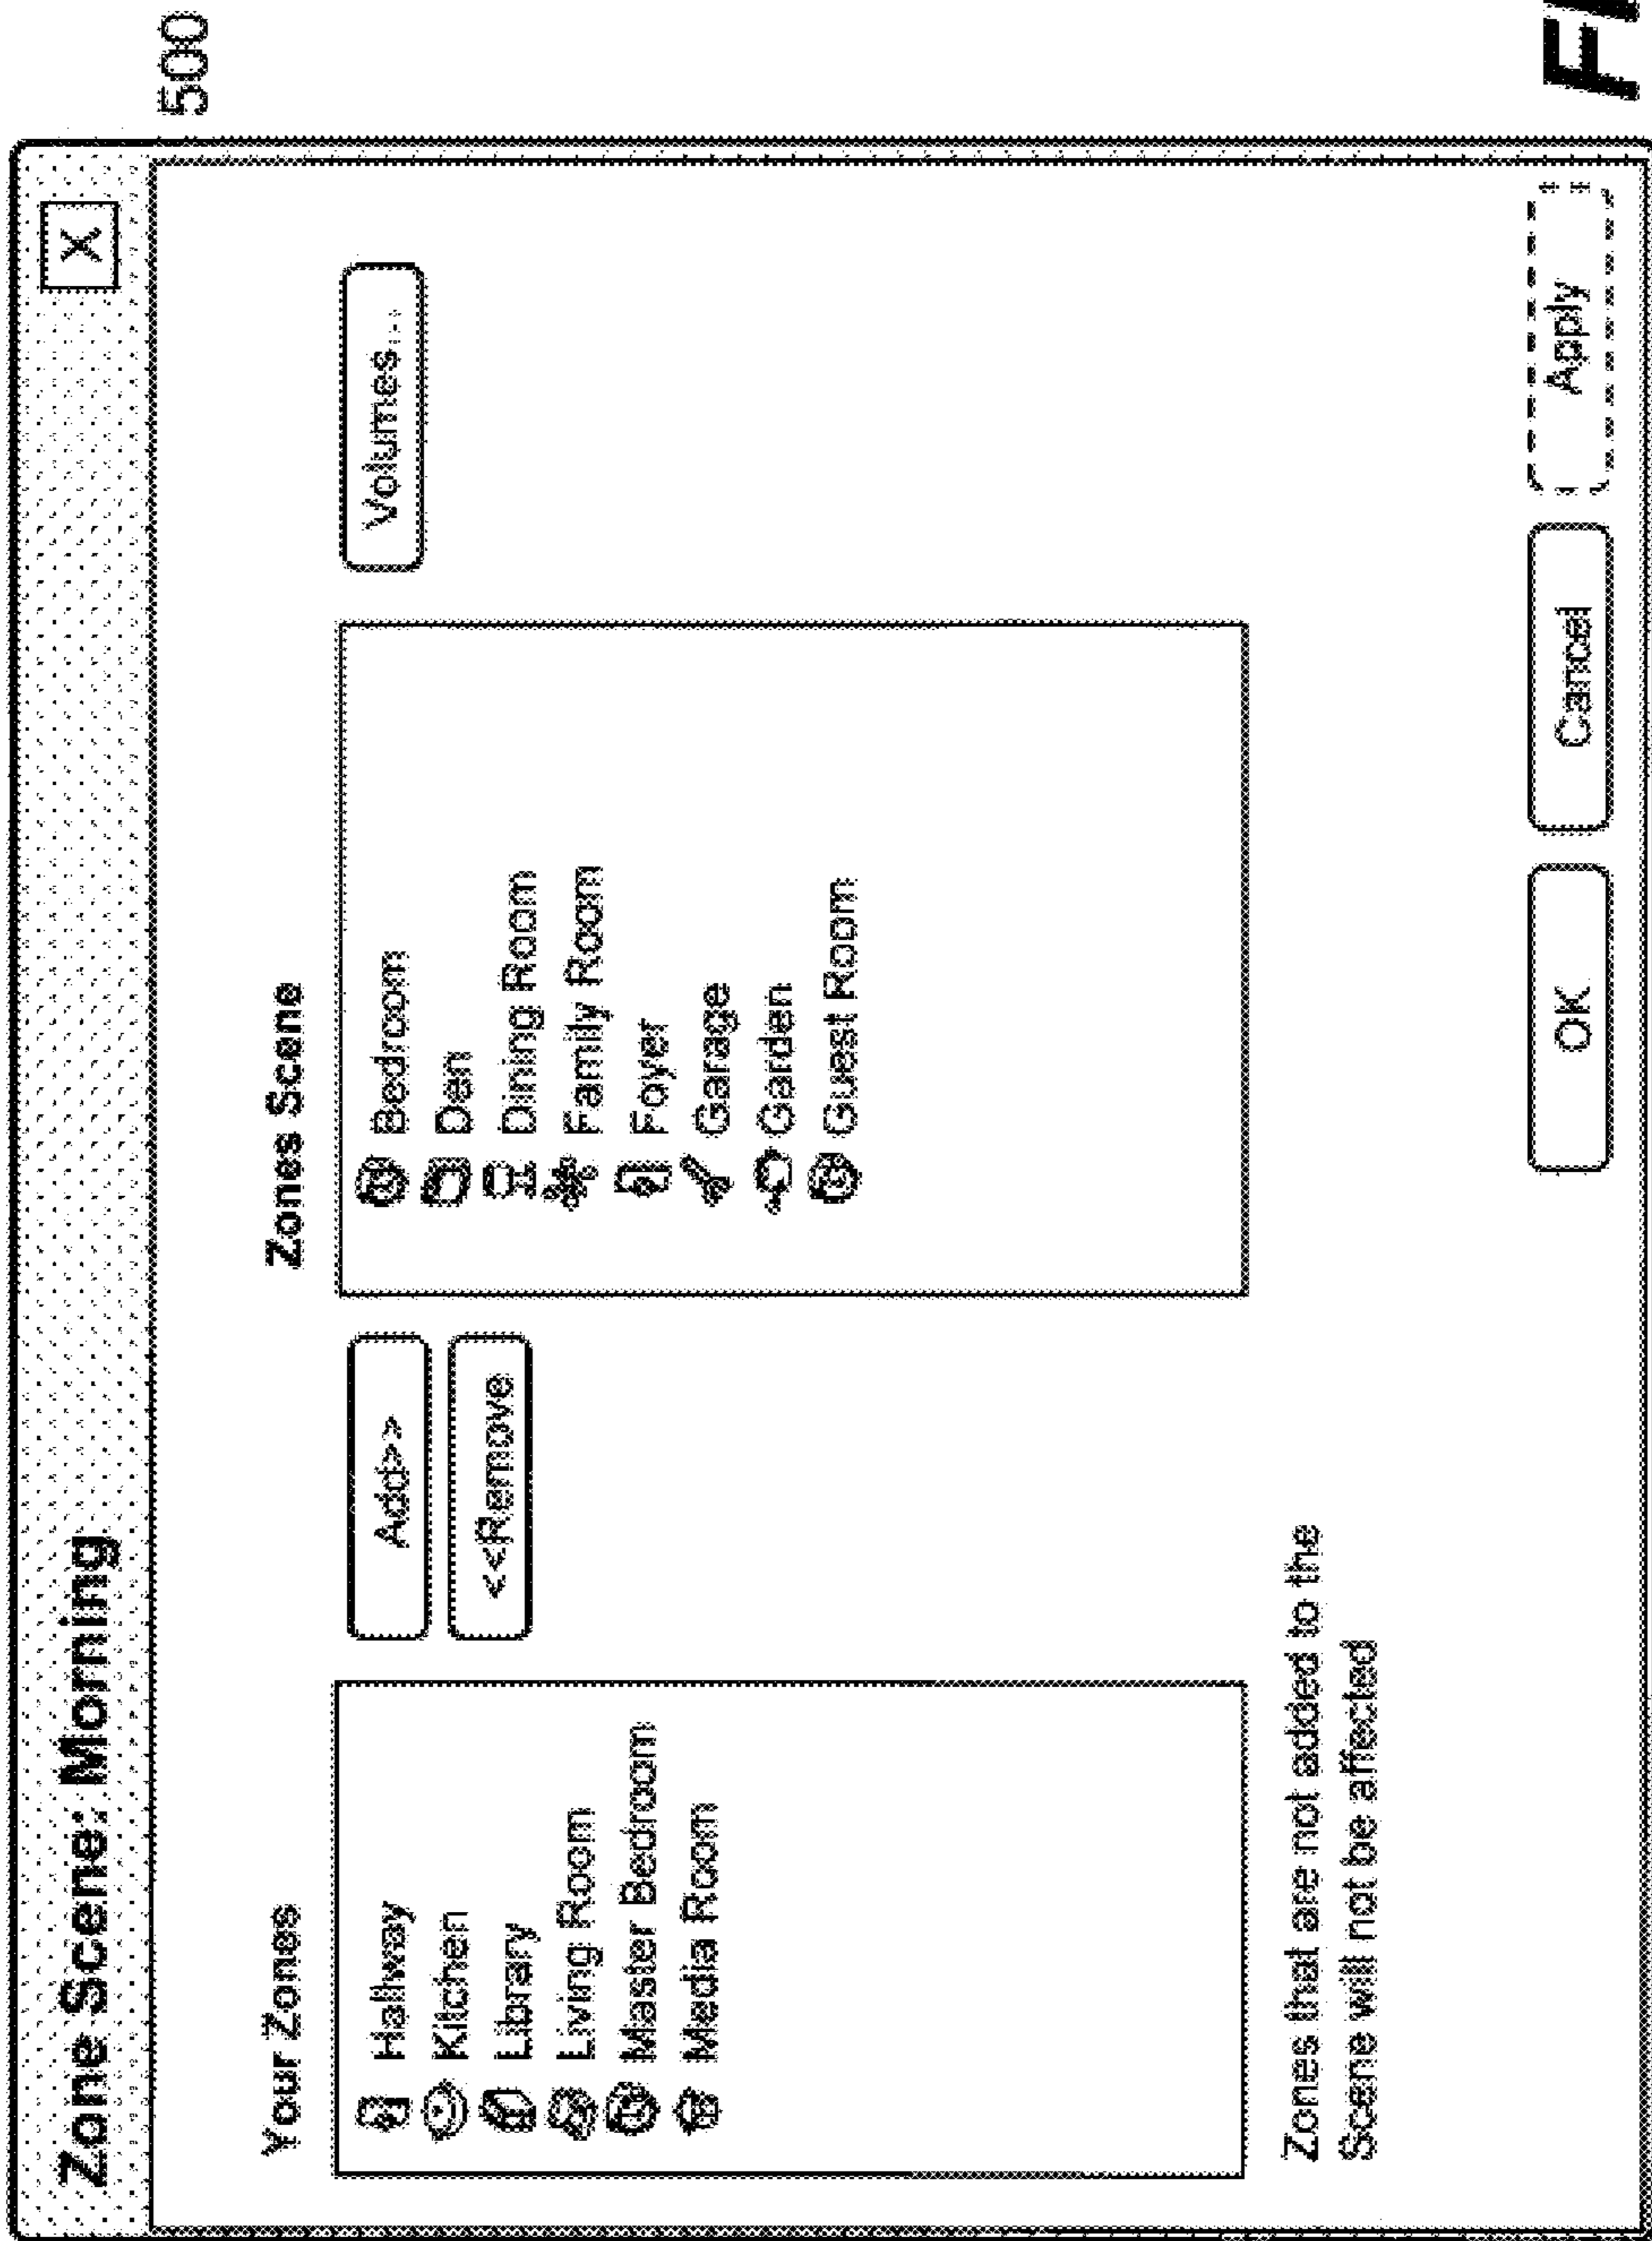 Zone Scene: Morning
X
500
Your Zones
Hallway
Kitchen
Library
Living Room
Master Bedroom
Media Room
Add>>
<<Remove
Zones Scene
Bedroom
Den
Dining Room
Family Room
Foyer
Garage
Garden
Guest Room
Volumes...
Zones that are not added to the
Scene will not be affected
OK
Cancel
Apply